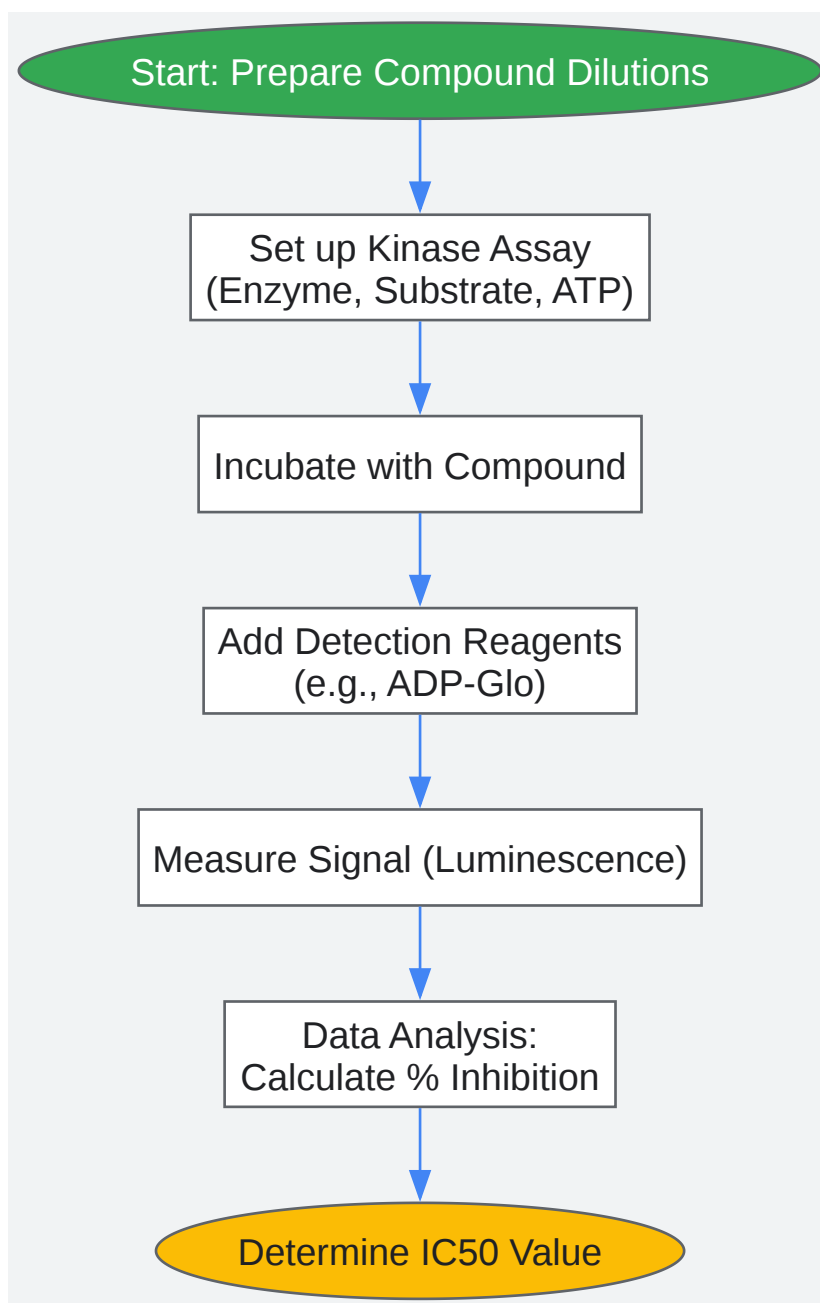 Start: Prepare Compound Dilutions
Set up Kinase Assay
(Enzyme, Substrate, ATP)
Incubate with Compound
Add Detection Reagents
(e.g., ADP-Glo)
Measure Signal (Luminescence)
Data Analysis:
Calculate % Inhibition
Determine IC50 Value